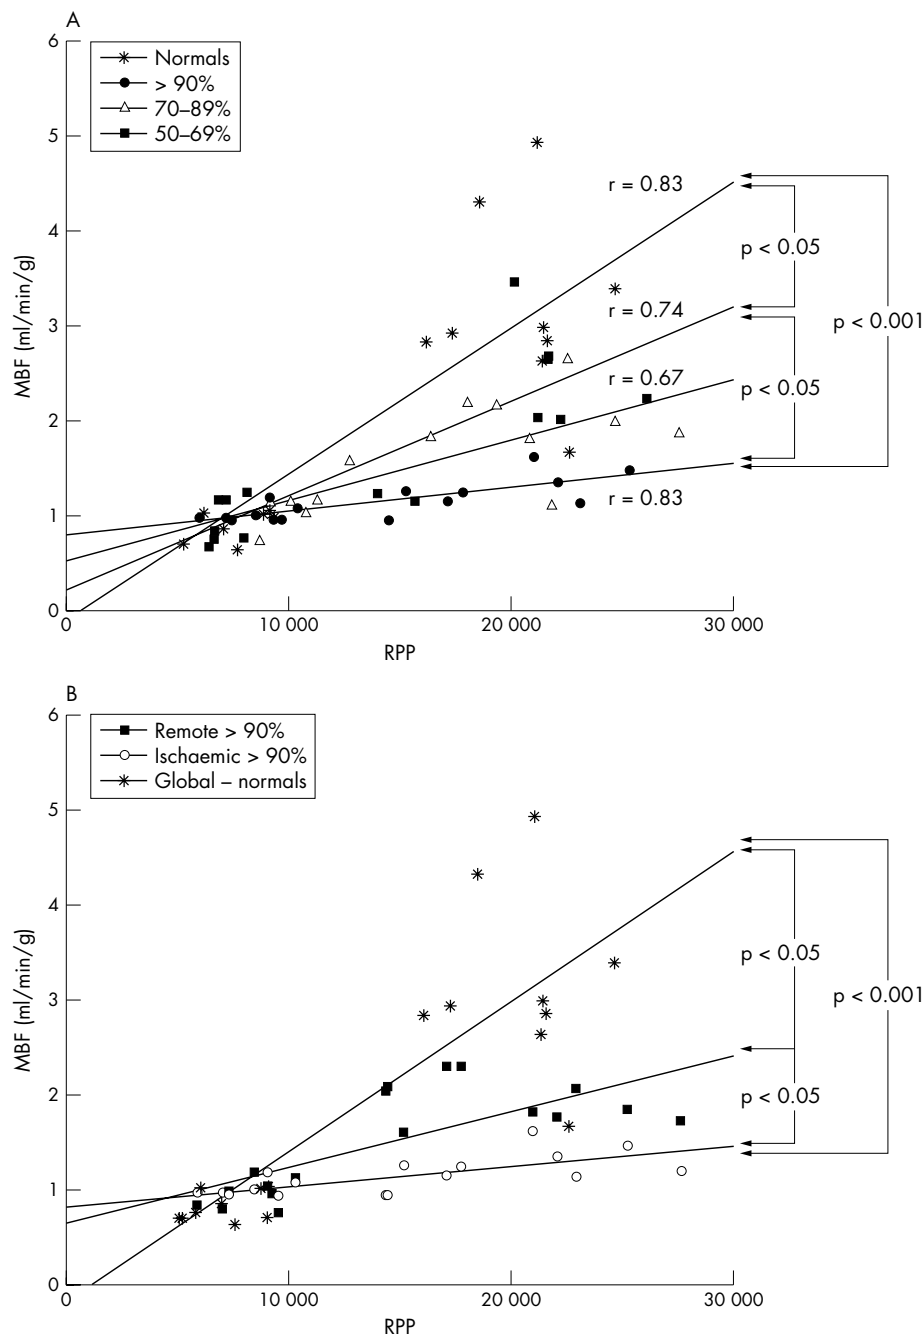 A
6
Normals
> 90%
70–89%
50–69%
5
r = 0.83
4
p < 0.05
MBF (ml/min/g)
3
r = 0.74
p < 0.001
r = 0.67
p < 0.05
2
1
r = 0.83
0
0 10 000 20 000 30 000
RPP
B
6
Remote > 90%
Ischaemic > 90%
Global – normals
5
4
p < 0.05
MBF (ml/min/g)
3
p < 0.001
2
p < 0.05
1
0
0 10 000 20 000 30 000
RPP